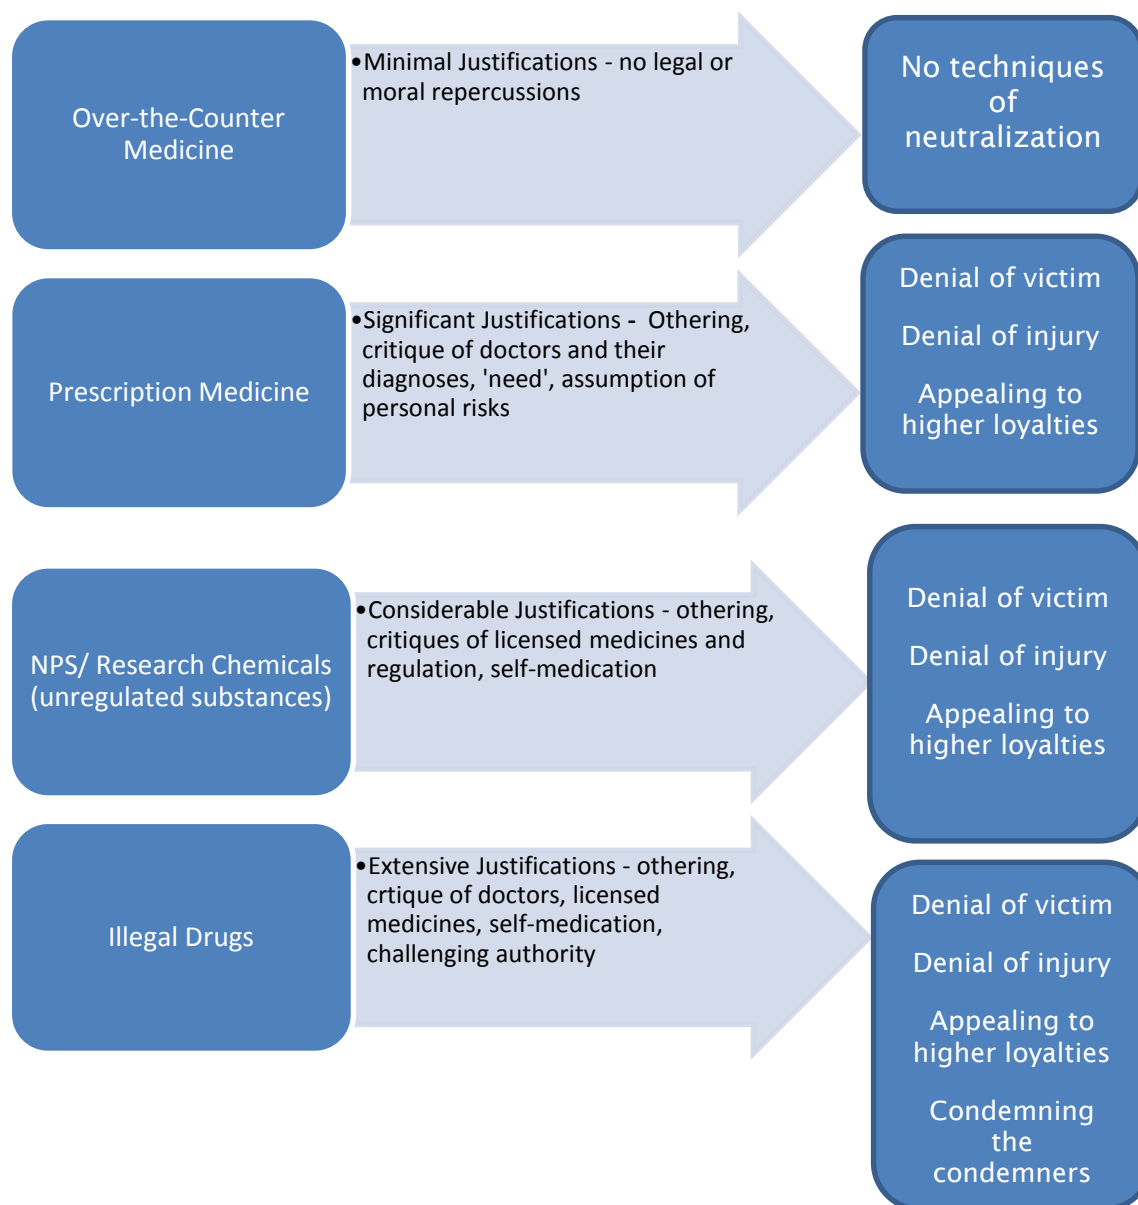 Over-the-Counter
Medicine
•Minimal Justifications - no legal or
moral repercussions
No techniques
of
neutralization
Prescription Medicine
•Significant Justifications - Othering,
critique of doctors and their
diagnoses, 'need', assumption of
personal risks
Denial of victim
Denial of injury
Appealing to
higher loyalties
NPS/ Research Chemicals
(unregulated substances)
•Considerable Justifications - othering,
critiques of licensed medicines and
regulation, self-medication
Denial of victim
Denial of injury
Appealing to
higher loyalties
Illegal Drugs
•Extensive Justifications - othering,
crtique of doctors, licensed
medicines, self-medication,
challenging authority
Denial of victim
Denial of injury
Appealing to
higher loyalties
Condemning
the
condemners